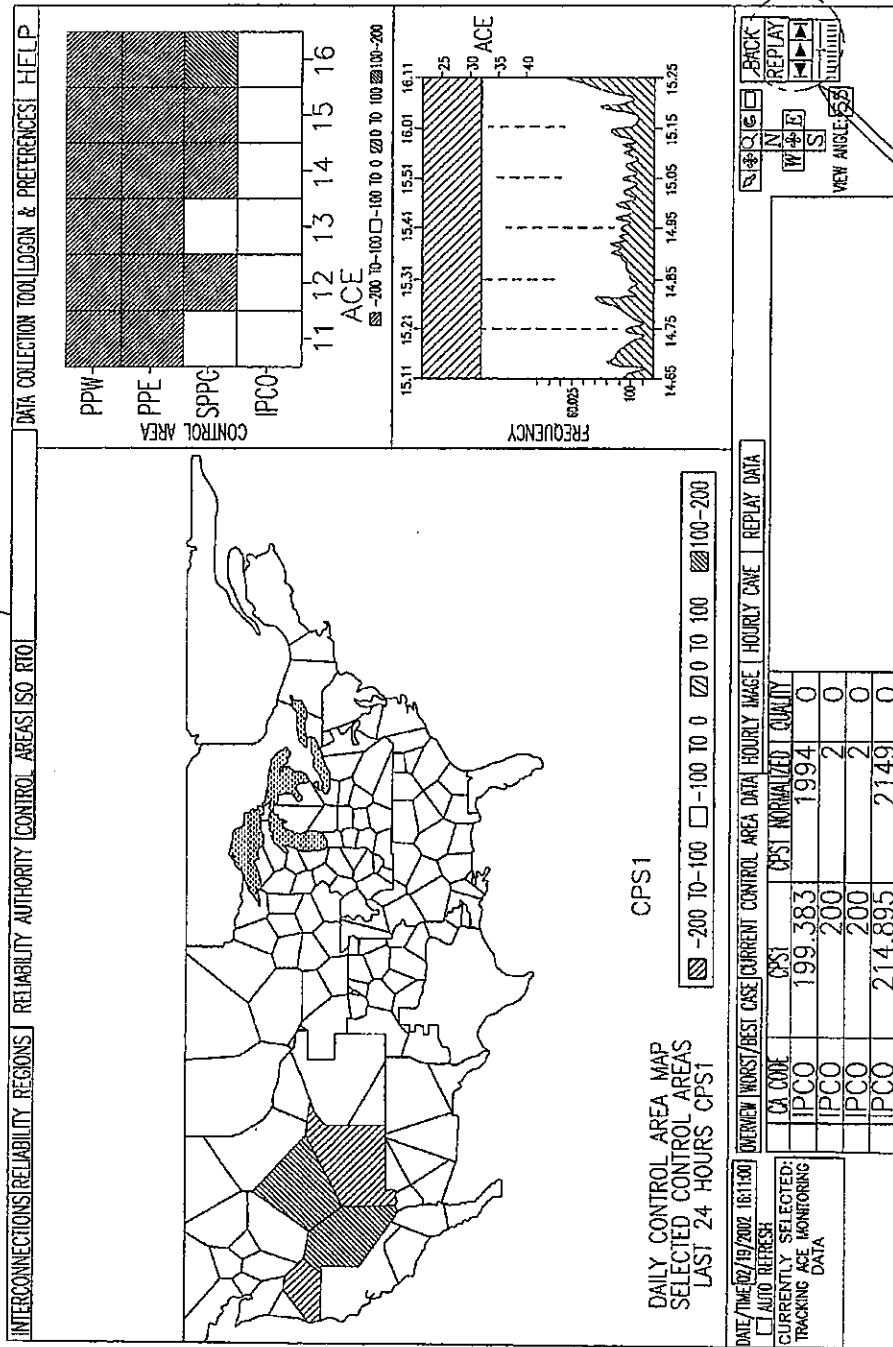 INTERCONNECTIONS RELIABILITY REGIONS RELIABILITY AUTHORITY CONTROL AREAS ISO RTO
DATA COLLECTION TOOL LOGON & PREFERENCES HELP
DAILY CONTROL AREA MAP
SELECTED CONTROL AREAS
LAST 24 HOURS CPS1
CPS1
-200 TO-100 -100 TO 0 0 TO 100 100-200
CONTROL AREA
PPW
PPE
SPPC
IPCO
11 12 13 14 15 16
ACE
-200 TO-100 -100 TO 0 0 TO 100 100-200
15.11 15.21 15.31 15.41 15.51 16.01 16.11
FREQUENCY
60.025
100
25
30
35
40
ACE
14.65 14.75 14.85 14.95 15.05 15.15 15.25
DATE/TIME 02/19/2002 16:11:00
AUTO REFRESH
CURRENTLY SELECTED:
TRACKING ACE MONITORING
DATA
OVERVIEW WORST/BEST CASE CURRENT CONTROL AREA DATA HOURLY IMAGE HOURLY CAVE REPLAY DATA
CA CODE CPS1 CPS1 NORMALIZED QUALITY
IPCO 199.383 1994 0
IPCO 200 2 0
IPCO 200 2 0
IPCO 214.895 2149 0
N
W E
S
VIEW ANGLE:
BACK
REPLAY